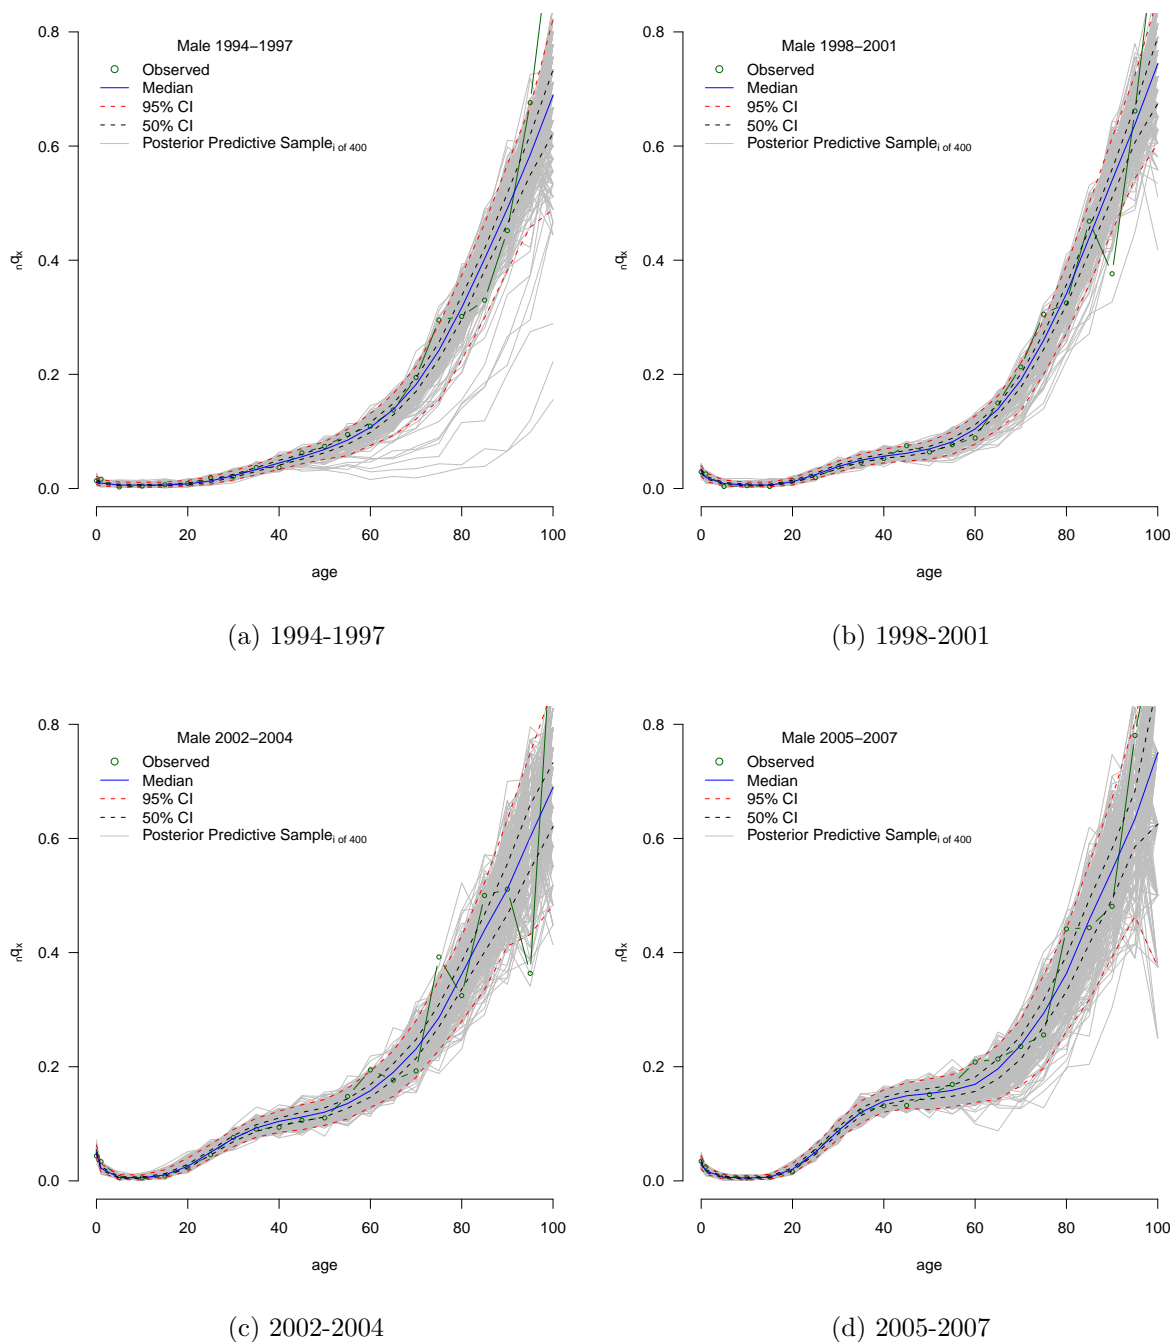 Male 1994−1997
Observed
Median
95% CI
50% CI
Posterior Predictive Sample i of 400
0.8
0.6
0.4
0.2
0.0
nqx
0 20 40 60 80 100
age
(a) 1994-1997
Male 1998−2001
Observed
Median
95% CI
50% CI
Posterior Predictive Sample i of 400
0.8
0.6
0.4
0.2
0.0
nqx
0 20 40 60 80 100
age
(b) 1998-2001
Male 2002−2004
Observed
Median
95% CI
50% CI
Posterior Predictive Sample i of 400
0.8
0.6
0.4
0.2
0.0
nqx
0 20 40 60 80 100
age
(c) 2002-2004
Male 2005−2007
Observed
Median
95% CI
50% CI
Posterior Predictive Sample i of 400
0.8
0.6
0.4
0.2
0.0
nqx
0 20 40 60 80 100
age
(d) 2005-2007